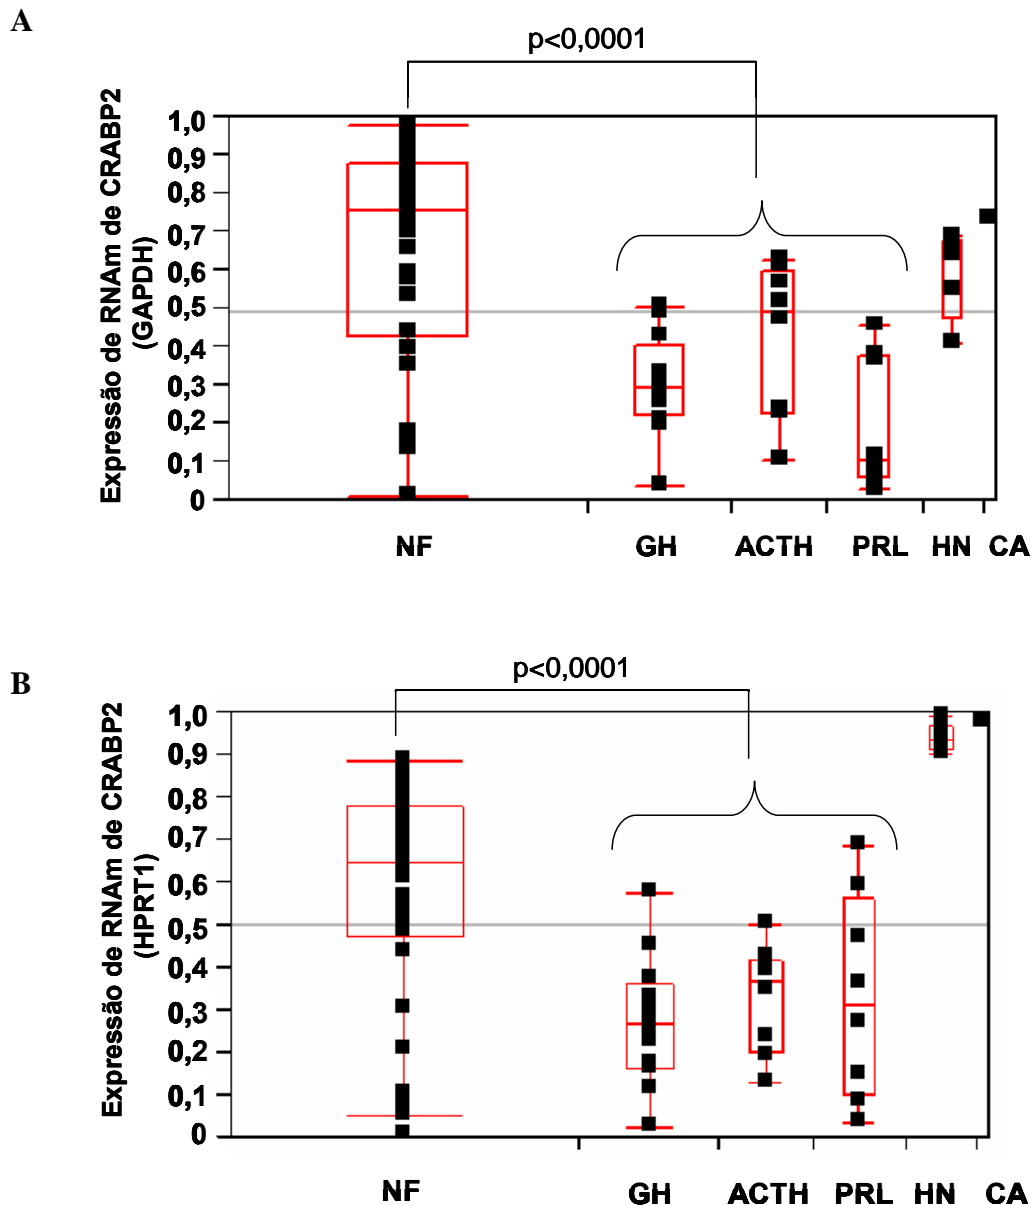 A
p<0,0001
Expressão de RNAm de CRABP2
(GAPDH)
1,0
0,9
0,8
0,7
0,6
0,5
0,4
0,3
0,2
0,1
0
NF GH ACTH PRL HN CA
B
p<0,0001
Expressão de RNAm de CRABP2
(HPRT1)
1,0
0,9
0,8
0,7
0,6
0,5
0,4
0,3
0,2
0,1
0
NF GH ACTH PRL HN CA